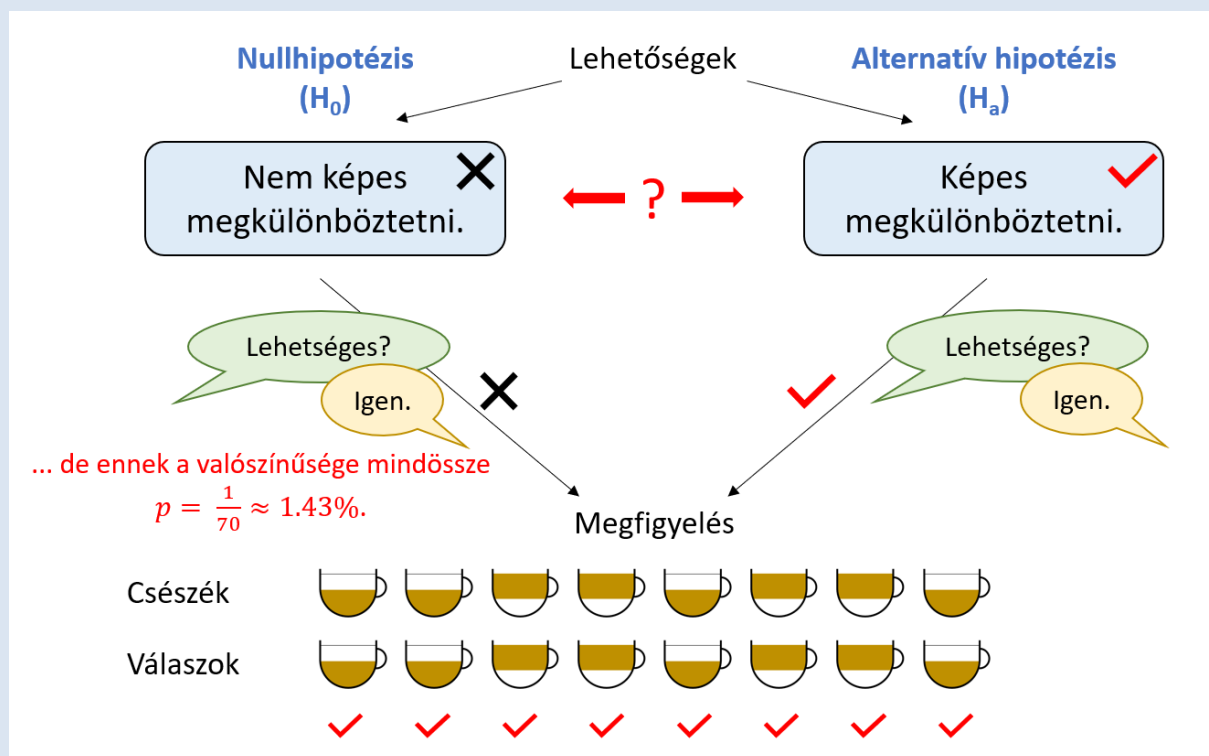 Nullhipotézis
(H₀)
Lehetőségek
Alternatív hipotézis
(Hₐ)
Nem képes
megkülönböztetni.
?
Képes
megkülönböztetni.
Lehetséges?
Igen.
Lehetséges?
Igen.
... de ennek a valószínűsége mindössze
p = 1/70 ≈ 1.43%.
Megfigyelés
Csészék
Válaszok